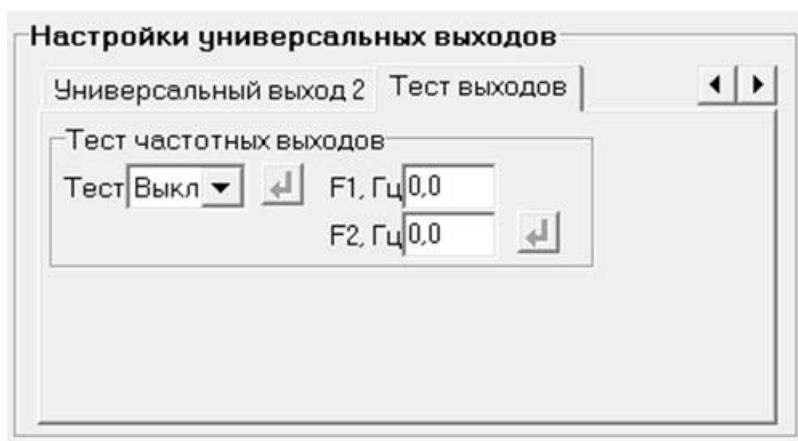 Настройки универсальных выходов
Универсальный выход 2 Тест выходов
Тест частотных выходов
Тест Выкл F1, Гц 0,0
F2, Гц 0,0